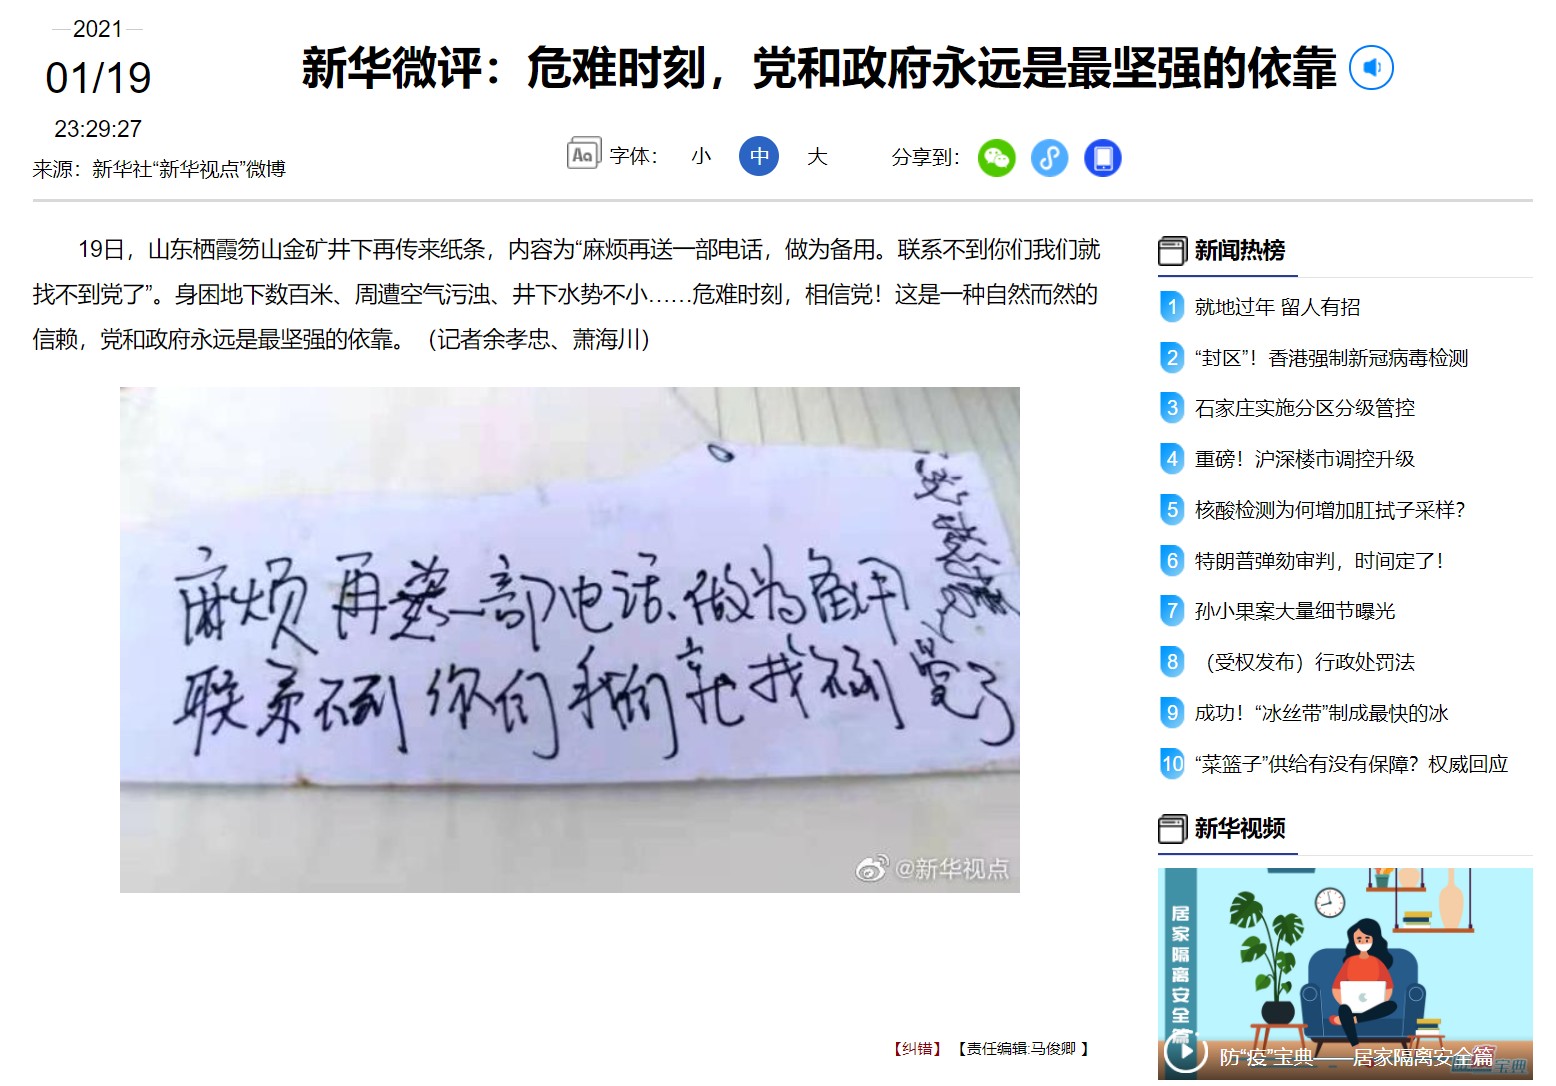 2021
01/19
23:29:27
来源：新华社“新华视点”微博
新华微评：危难时刻，党和政府永远是最坚强的依靠
Aa 字体： 小 中 大 分享到：
19日，山东栖霞笏山金矿井下再传来纸条，内容为“麻烦再送一部电话，做为备用。联系不到你们我们就
找不到党了”。身困地下数百米、周遭空气污浊、井下水势不小……危难时刻，相信党！这是一种自然而然的
信赖，党和政府永远是最坚强的依靠。（记者余孝忠、萧海川）
麻烦再送一部电话、做为备用
联系不到你们我们就找不到党了
@新华视点
【纠错】 【责任编辑:马俊卿 】
新闻热榜
1 就地过年 留人有招
2 “封区”！香港强制新冠病毒检测
3 石家庄实施分区分级管控
4 重磅！沪深楼市调控升级
5 核酸检测为何增加肛拭子采样？
6 特朗普弹劾审判，时间定了！
7 孙小果案大量细节曝光
8 （受权发布）行政处罚法
9 成功！“冰丝带”制成最快的冰
10 “菜篮子”供给有没有保障？权威回应
新华视频
居家隔离安全篇
防“疫”宝典——居家隔离安全篇